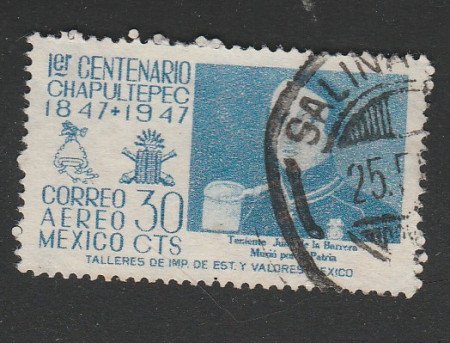 1er CENTENARIO
CHAPULTEPEC
1847+1947
CORREO
AEREO 30
MEXICO CTS
Teniente Juan de la Barrera
Murió por la Patria
TALLERES DE IMP. DE EST. Y VALORES-MEXICO
SALINA
25.